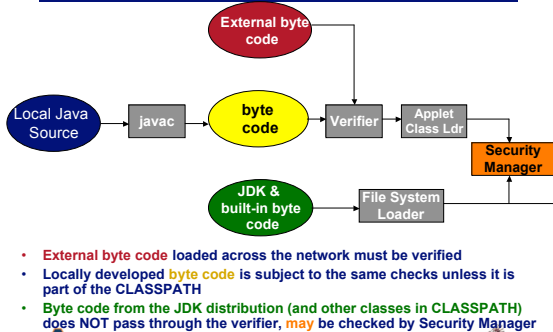 External byte
code
Local Java
Source
javac
byte
code
Verifier
Applet
Class Ldr
Security
Manager
JDK &
built-in byte
code
File System
Loader
• External byte code loaded across the network must be verified
• Locally developed byte code is subject to the same checks unless it is
part of the CLASSPATH
• Byte code from the JDK distribution (and other classes in CLASSPATH)
does NOT pass through the verifier, may be checked by Security Manager